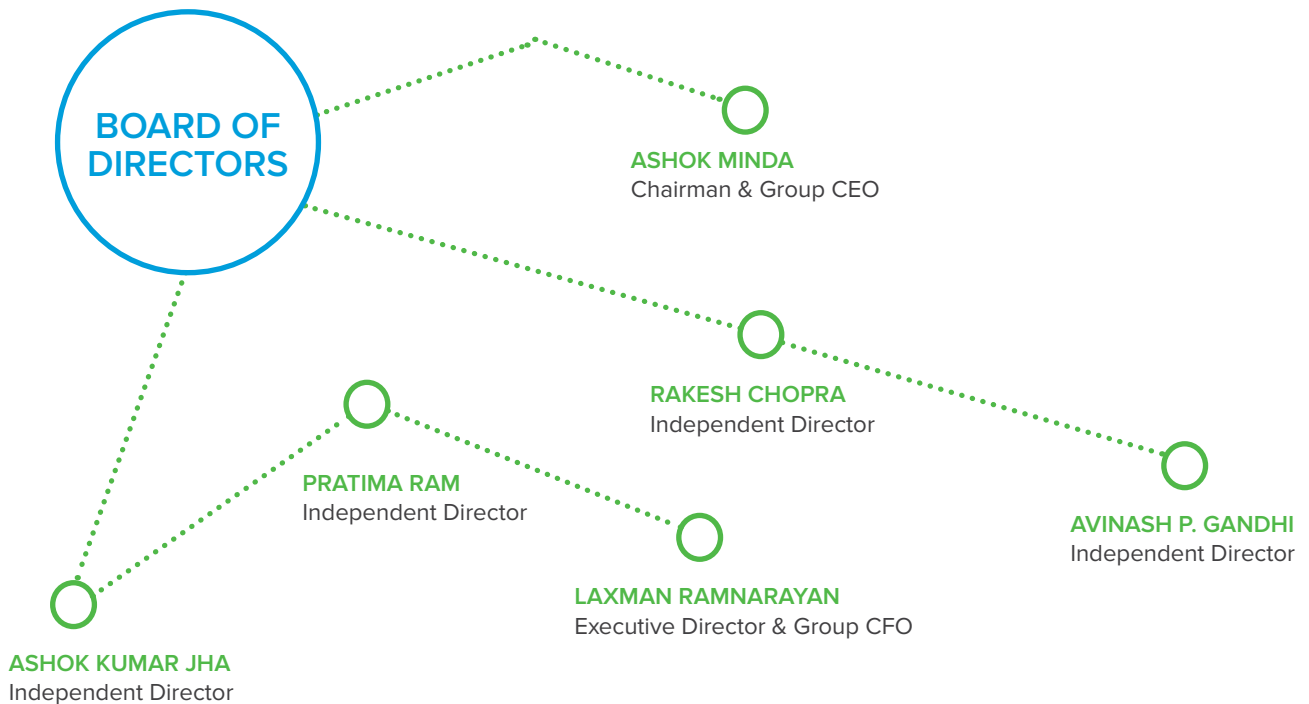 BOARD OF
DIRECTORS
ASHOK MINDA
Chairman & Group CEO
RAKESH CHOPRA
Independent Director
PRATIMA RAM
Independent Director
AVINASH P. GANDHI
Independent Director
LAXMAN RAMNARAYAN
Executive Director & Group CFO
ASHOK KUMAR JHA
Independent Director